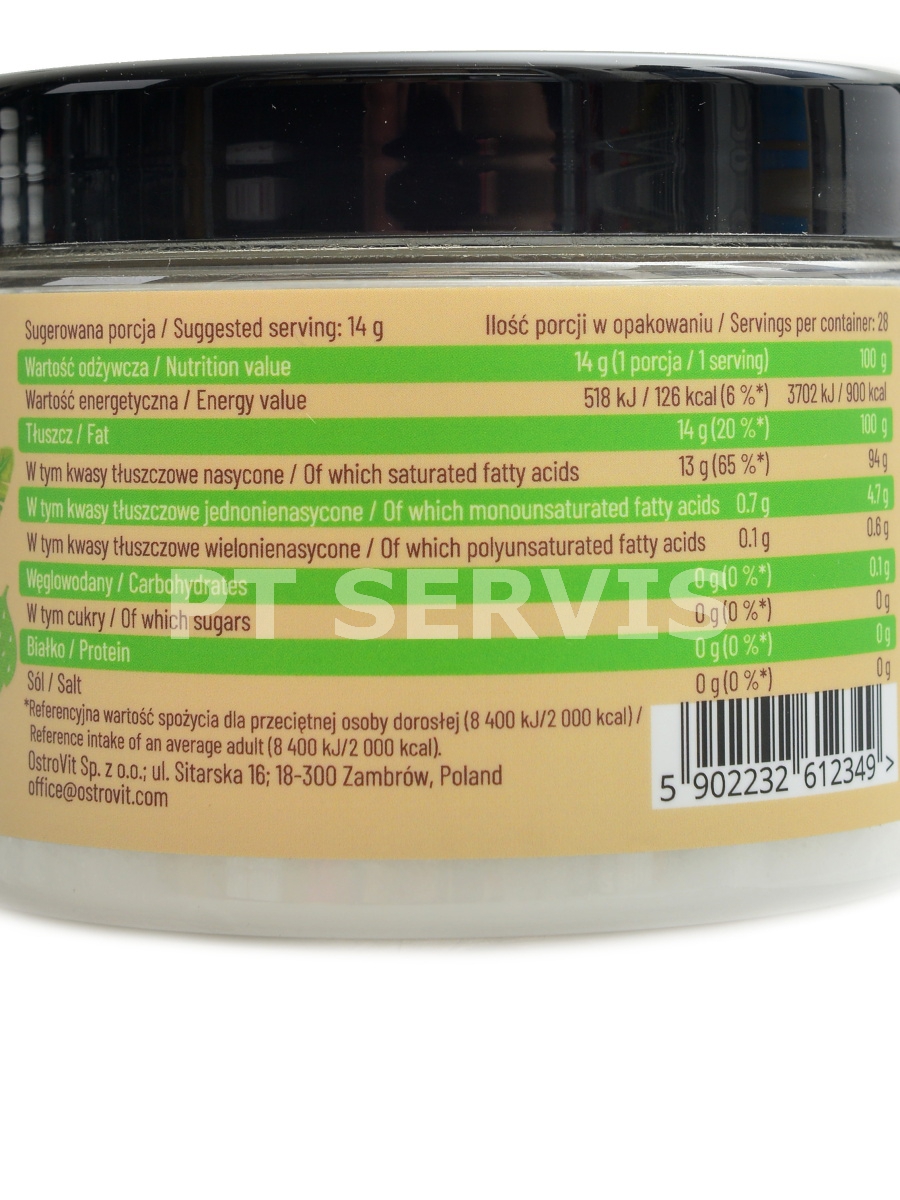 Sugerowana porcja / Suggested serving: 14 g Ilość porcji w opakowaniu / Servings per container: 28
Wartość odżywcza / Nutrition value 14 g (1 porcja / 1 serving) 100 g
Wartość energetyczna / Energy value 518 kJ / 126 kcal (6 %*) 3702 kJ / 900 kcal
Tłuszcz / Fat 14 g (20 %*) 100 g
W tym kwasy tłuszczowe nasycone / Of which saturated fatty acids 13 g (65 %*) 94 g
W tym kwasy tłuszczowe jednonienasycone / Of which monounsaturated fatty acids 0.7 g 4.7 g
W tym kwasy tłuszczowe wielonienasycone / Of which polyunsaturated fatty acids 0.1 g 0.6 g
Węglowodany / Carbohydrates 0 g (0 %*) 0.1 g
W tym cukry / Of which sugars 0 g (0 %*) 0 g
Białko / Protein 0 g (0 %*) 0 g
Sól / Salt 0 g (0 %*) 0 g
PT SERVIS
*Referencyjna wartość spożycia dla przeciętnej osoby dorosłej (8 400 kJ/2 000 kcal) /
Reference intake of an average adult (8 400 kJ/2 000 kcal).
OstroVit Sp. z o.o.; ul. Sitarska 16; 18-300 Zambrów, Poland
office@ostrovit.com
5 902232 612349 >